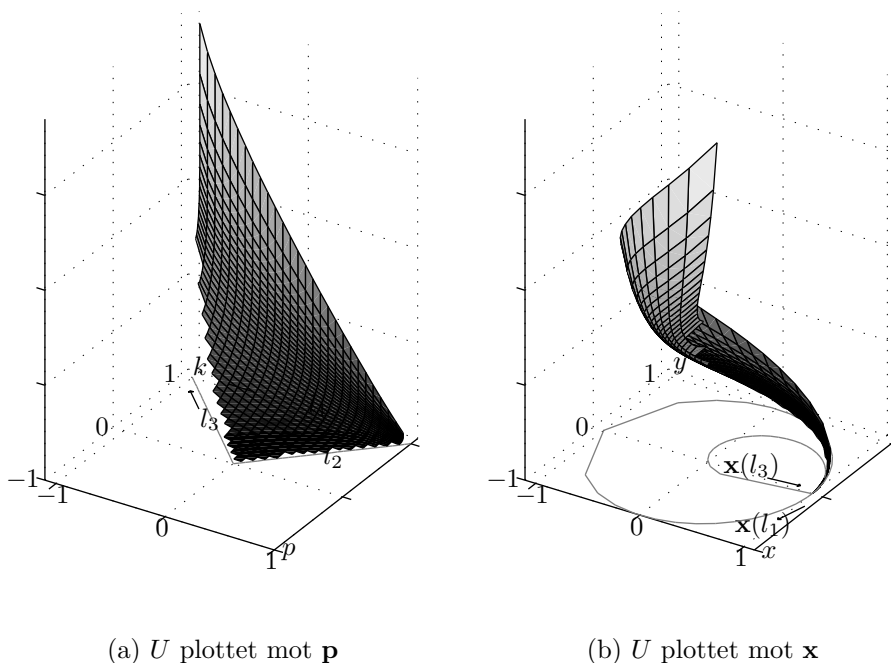 1
k
l₃
0
l₂
−1
−1
0
1
p
y
1
0
x(l₃)
x(l₁)
−1
−1
0
1
x
(a) U plottet mot p
(b) U plottet mot x